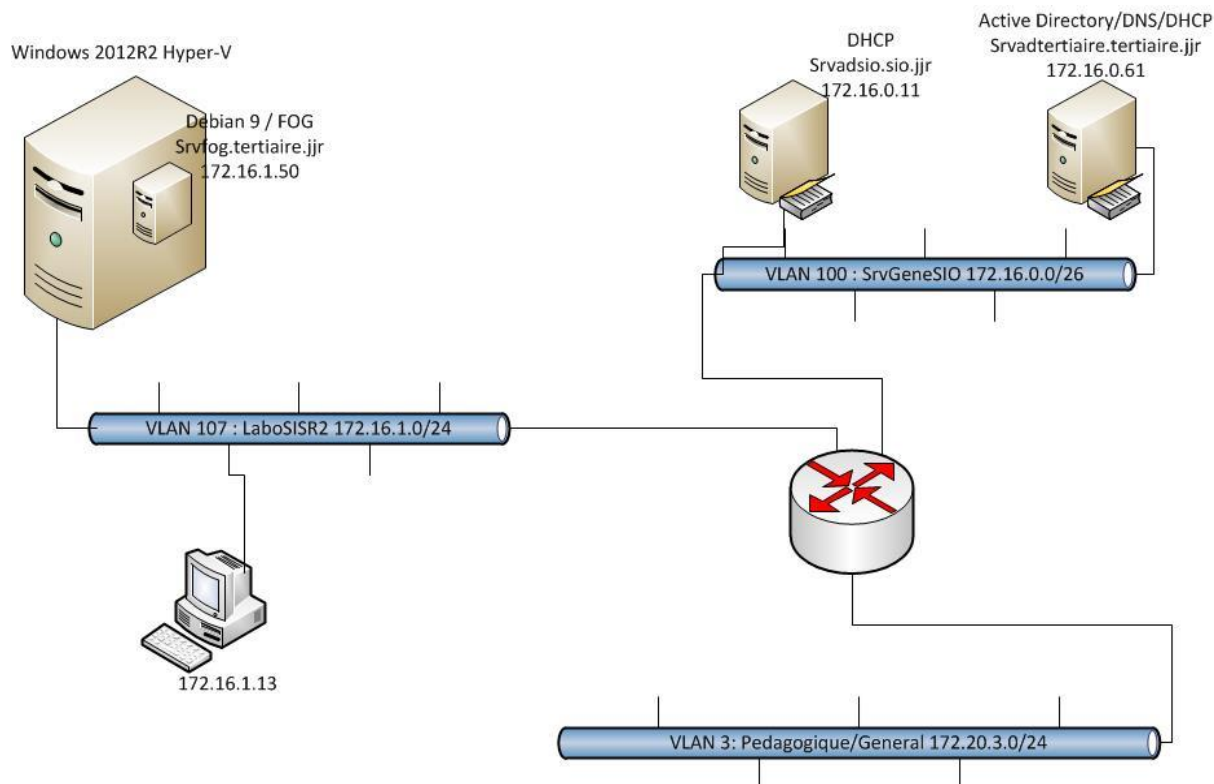 Windows 2012R2 Hyper-V
Debian 9 / FOG
Srvfog.tertiaire.jjr
172.16.1.50
DHCP
Srvadsio.sio.jjr
172.16.0.11
Active Directory/DNS/DHCP
Srvadtertiaire.tertiaire.jjr
172.16.0.61
VLAN 100 : SrvGeneSIO 172.16.0.0/26
VLAN 107 : LaboSISR2 172.16.1.0/24
172.16.1.13
VLAN 3: Pedagogique/General 172.20.3.0/24